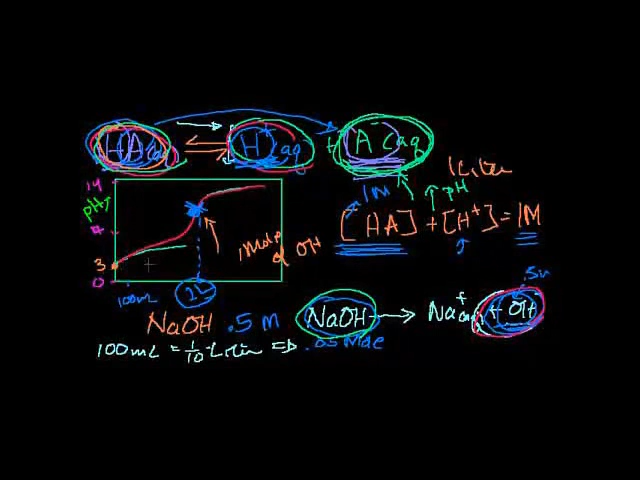 HA(aq) ⇌ H⁺(aq) + A⁻(aq)
1 Liter
1M
pH
[HA] + [H⁺] = 1M
14
pH
7
3
0
100mL
2L
1 mole of OH
.5M
NaOH .5 M
NaOH → Na⁺(aq) + OH
100mL = 1/10 Liter ⇒ .05 Mole